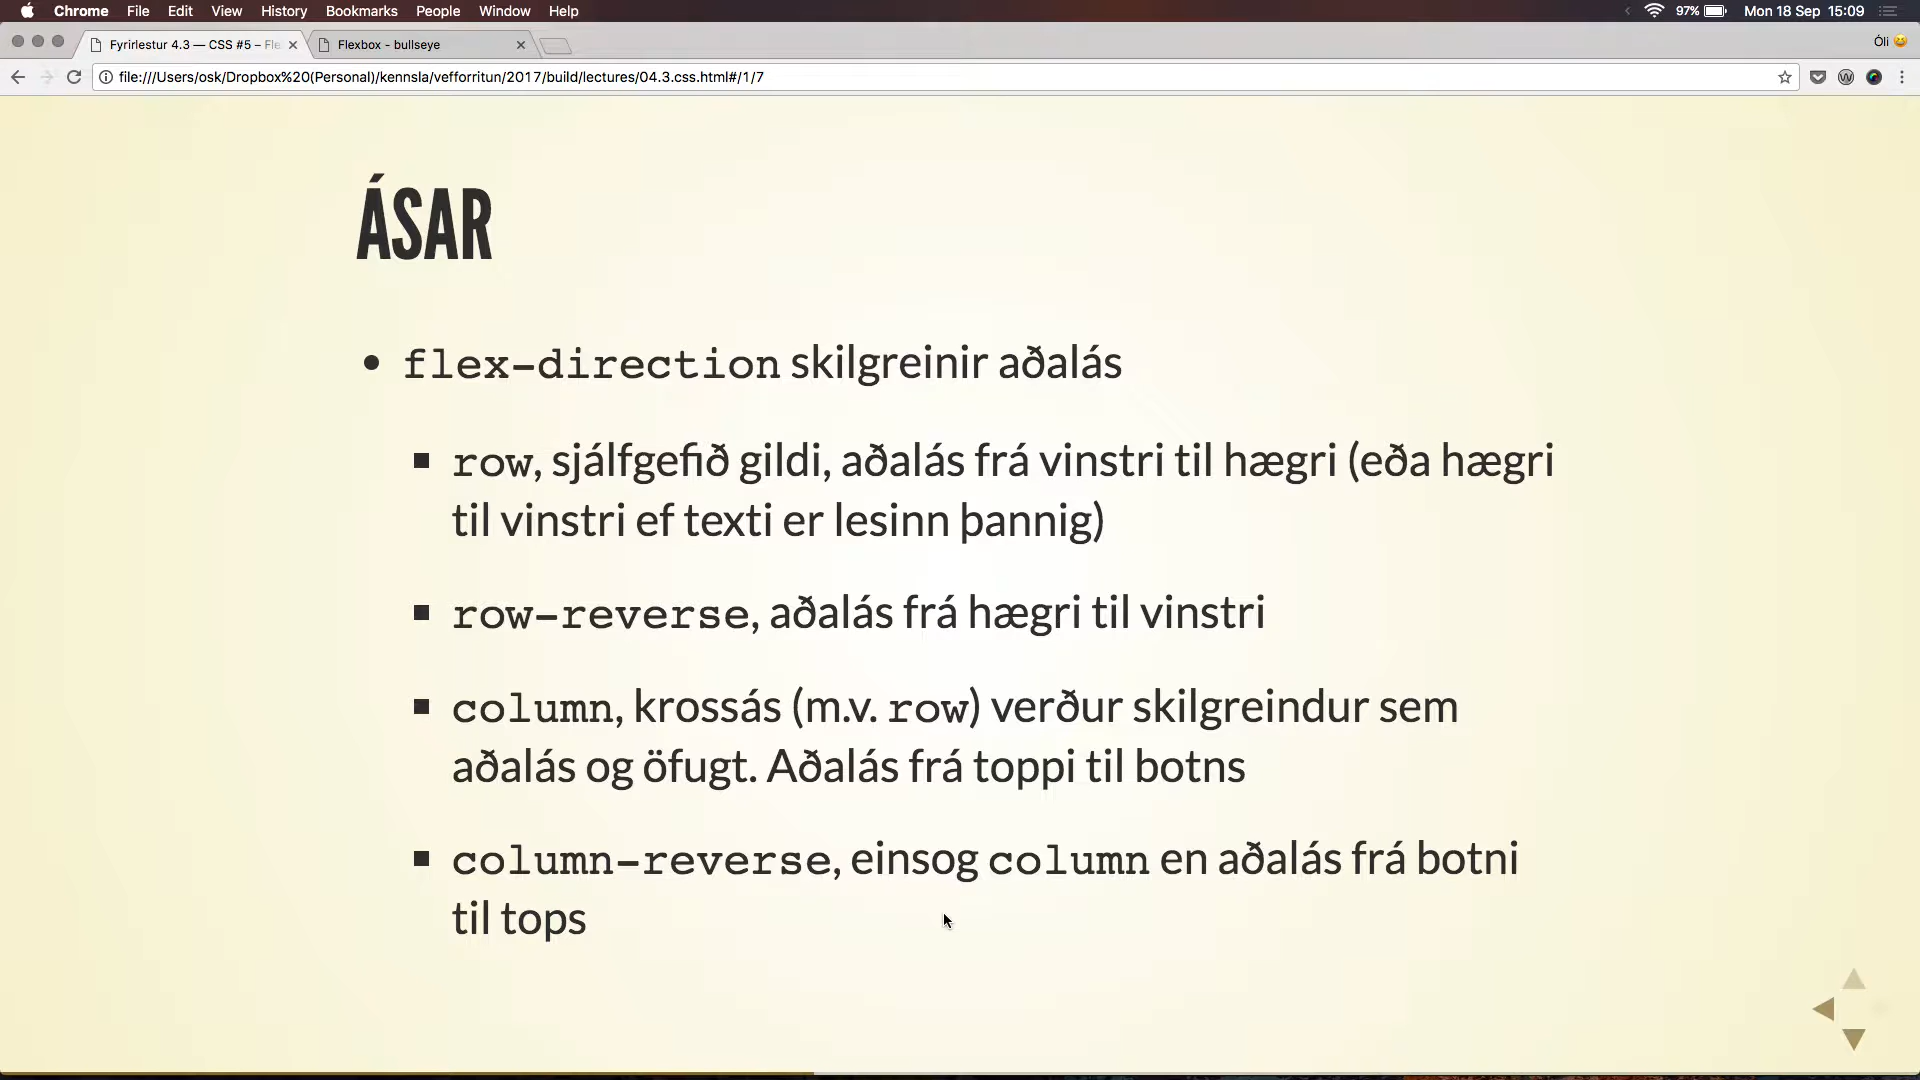 Chrome File Edit View History Bookmarks People Window Help 97% Mon 18 Sep 15:09
Fyrirlestur 4.3 — CSS #5 – Fle Flexbox - bullseye Óli
file:///Users/osk/Dropbox%20(Personal)/kennsla/vefforritun/2017/build/lectures/04.3.css.html#/1/7
ÁSAR
flex-direction skilgreinir aðalás
row, sjálfgefið gildi, aðalás frá vinstri til hægri (eða hægri
til vinstri ef texti er lesinn þannig)
row-reverse, aðalás frá hægri til vinstri
column, krossás (m.v. row) verður skilgreindur sem
aðalás og öfugt. Aðalás frá toppi til botns
column-reverse, einsog column en aðalás frá botni
til tops